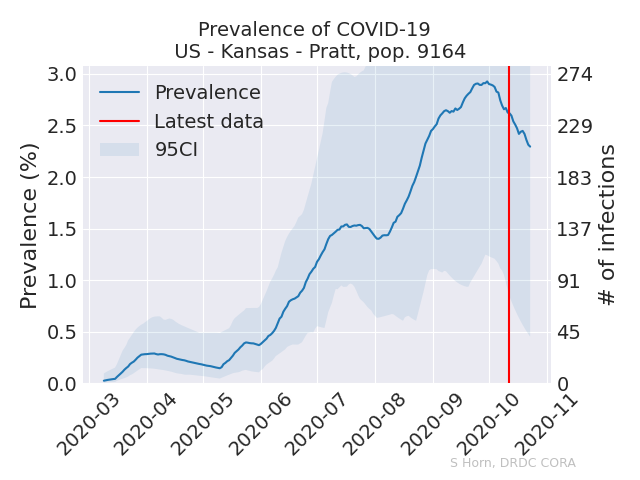 Prevalence of COVID-19
US - Kansas - Pratt, pop. 9164
Prevalence (%)
3.0
2.5
2.0
1.5
1.0
0.5
0.0
Prevalence
Latest data
95CI
274
229
183
137
91
45
0
# of infections
2020-03
2020-04
2020-05
2020-06
2020-07
2020-08
2020-09
2020-10
2020-11
S Horn, DRDC CORA